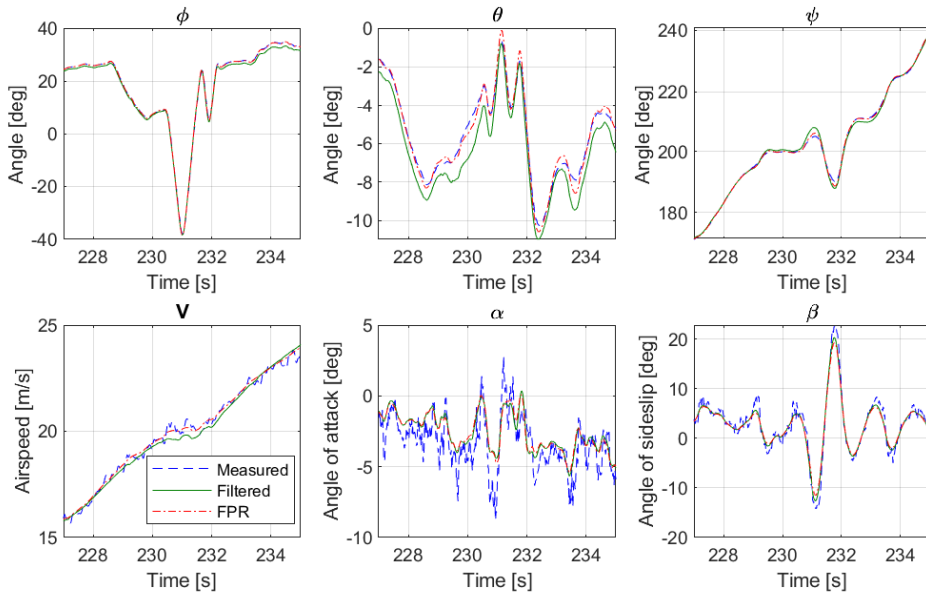 ϕ
θ
ψ
40
20
0
-20
-40
Angle [deg]
228
230
232
234
Time [s]
0
-2
-4
-6
-8
-10
Angle [deg]
228
230
232
234
Time [s]
240
220
200
180
Angle [deg]
228
230
232
234
Time [s]
V
α
β
25
20
15
Airspeed [m/s]
Measured
Filtered
FPR
228
230
232
234
Time [s]
5
0
-5
-10
Angle of attack [deg]
228
230
232
234
Time [s]
20
10
0
-10
-20
Angle of sideslip [deg]
228
230
232
234
Time [s]